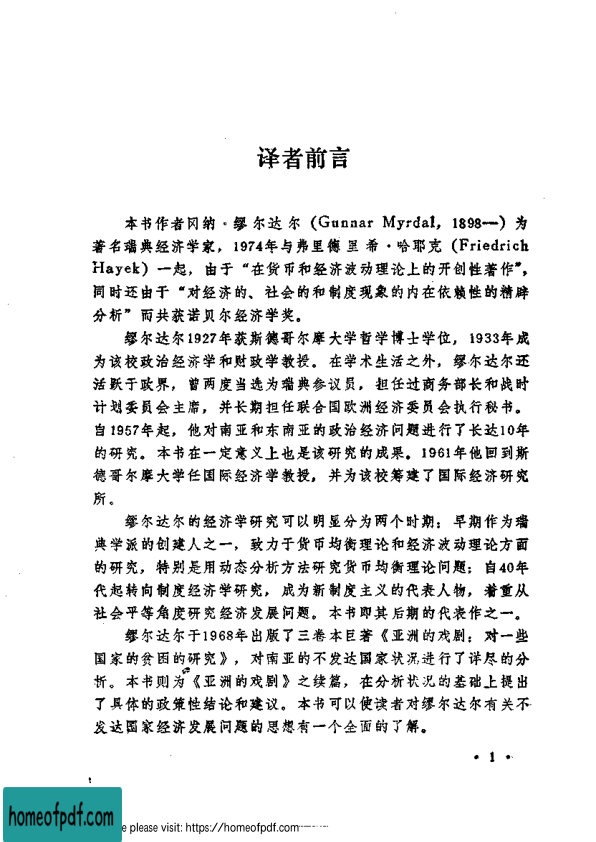 译者前言
本书作者冈纳·缪尔达尔（Gunnar Myrdal，1898—）为
著名瑞典经济学家，1974年与弗里德里希·哈耶克（Friedrich
Hayek）一起，由于“在货币和经济波动理论上的开创性著作”，
同时还由于“对经济的、社会的和制度现象的内在依赖性的精辟
分析”而共获诺贝尔经济学奖。
缪尔达尔1927年获斯德哥尔摩大学哲学博士学位，1933年成
为该校政治经济学和财政学教授。在学术生活之外，缪尔达尔还
活跃于政界，曾两度当选为瑞典参议员，担任过商务部长和战时
计划委员会主席，并长期担任联合国欧洲经济委员会执行秘书。
自1957年起，他对南亚和东南亚的政治经济问题进行了长达10年
的研究。本书在一定意义上也是该研究的成果。1961年他回到斯
德哥尔摩大学任国际经济学教授，并为该校筹建了国际经济研究
所。
缪尔达尔的经济学研究可以明显分为两个时期：早期作为瑞
典学派的创建人之一，致力于货币均衡理论和经济波动理论方面
的研究，特别是用动态分析方法研究货币均衡理论问题；自40年
代起转向制度经济学研究，成为新制度主义的代表人物，着重从
社会平等角度研究经济发展问题。本书即其后期的代表作之一。
缪尔达尔于1968年出版了三卷本巨著《亚洲的戏剧：对一些
国家的贫困的研究》，对南亚的不发达国家状况进行了详尽的分
析。本书则为《亚洲的戏剧》之续篇，在分析状况的基础上提出
了具体的政策性结论和建议。本书可以使读者对缪尔达尔有关不
发达国家经济发展问题的思想有一个全面的了解。
• 1 •
homeofpdf.com
e please visit: https://homeofpdf.com